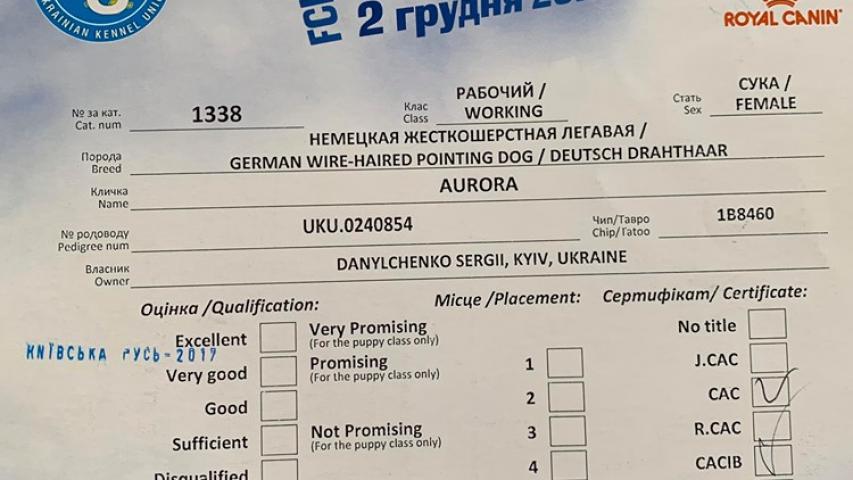 KRAINIAN KENNEL UNI
FCI
2 грудня
ROYAL CANIN
№ за кат.
Cat. num
1338
Клас
Class
РАБОЧИЙ /
WORKING
Стать
Sex
СУКА /
FEMALE
Порода
Breed
НЕМЕЦКАЯ ЖЕСТКОШЕРСТНАЯ ЛЕГАВАЯ /
GERMAN WIRE-HAIRED POINTING DOG / DEUTSCH DRAHTHAAR
Кличка
Name
AURORA
№ родоводу
Pedigree num
UKU.0240854
Чип/Тавро
Chip/Tatoo
1B8460
Власник
Owner
DANYLCHENKO SERGII, KYIV, UKRAINE
Оцінка /Qualification:
Місце /Placement:
Сертифікат/ Certificate:
Excellent
Very Promising
(For the puppy class only)
No title
КИЇВСЬКА РУСЬ-2019
Very good
Promising
(For the puppy class only)
1
J.CAC
Good
2
CAC
Sufficient
Not Promising
(For the puppy class only)
3
R.CAC
Disqualified
4
CACIB